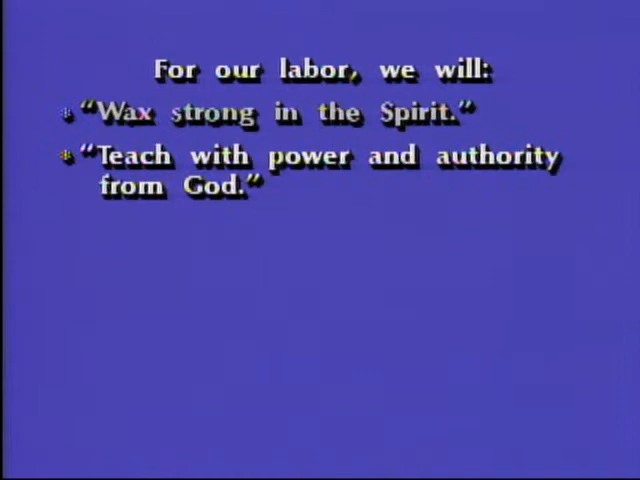 For our labor, we will:
* “Wax strong in the Spirit.”
* “Teach with power and authority
from God.”